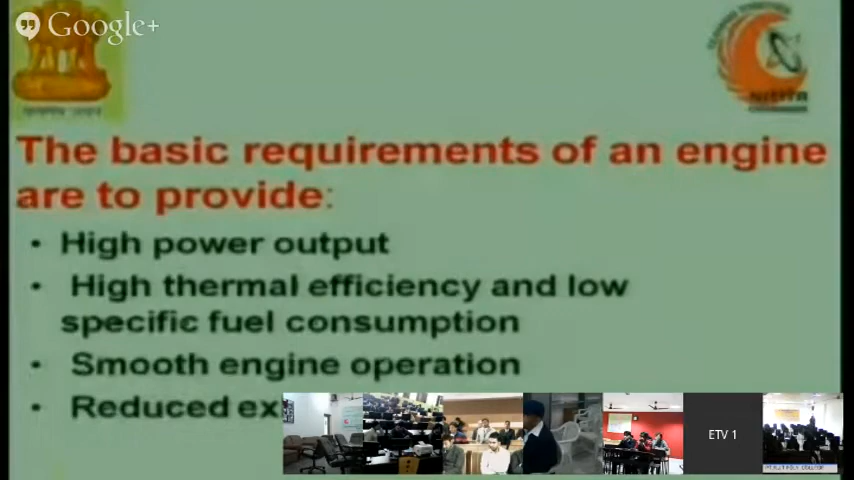 Google+
The basic requirements of an engine
are to provide:
• High power output
• High thermal efficiency and low
specific fuel consumption
• Smooth engine operation
• Reduced ex
ETV 1